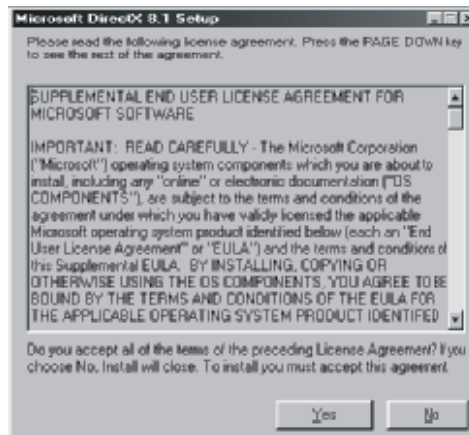 Microsoft DirectX 8.1 Setup
Please read the following license agreement. Press the PAGE DOWN key
to see the rest of the agreement.
SUPPLEMENTAL END USER LICENSE AGREEMENT FOR
MICROSOFT SOFTWARE
IMPORTANT: READ CAREFULLY - The Microsoft Corporation
("Microsoft") operating system components which you are about to
install, including any "online" or electronic documentation ("OS
COMPONENTS"), are subject to the terms and conditions of the
agreement under which you have validly licensed the applicable
Microsoft operating system product identified below (each an "End
User License Agreement" or "EULA") and the terms and conditions of
this Supplemental EULA. BY INSTALLING, COPYING OR
OTHERWISE USING THE OS COMPONENTS, YOU AGREE TO BE
BOUND BY THE TERMS AND CONDITIONS OF THE EULA FOR
THE APPLICABLE OPERATING SYSTEM PRODUCT IDENTIFIED
Do you accept all of the terms of the preceding License Agreement? If you
choose No, Install will close. To install you must accept this agreement.
Yes No